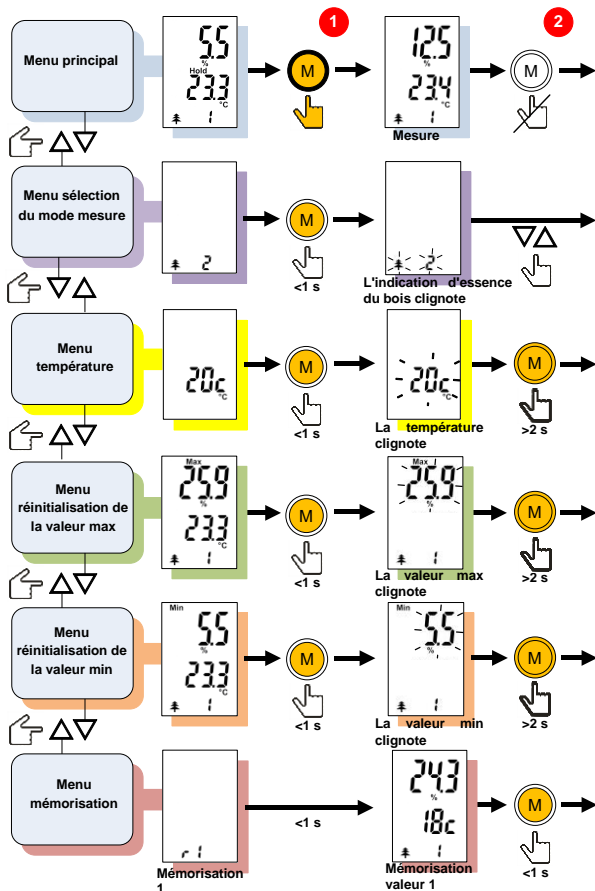 1
2
Menu principal
5.5
%
Hold
23.3
°C
1
M
12.5
%
23.4
°C
1
Mesure
M
Menu sélection
du mode mesure
2
M
<1 s
2
L'indication d'essence
du bois clignote
Menu
température
20c
°C
M
<1 s
20c
°C
La température
clignote
M
>2 s
Menu
réinitialisation de
la valeur max
Max
25.9
%
23.3
°C
1
M
<1 s
Max
25.9
%
1
La valeur max
clignote
M
>2 s
Menu
réinitialisation de
la valeur min
Min
5.5
%
23.3
°C
1
M
<1 s
Min
5.5
%
1
La valeur min
clignote
M
>2 s
Menu
mémorisation
r1
Mémorisation
1
<1 s
24.3
%
18c
1
Mémorisation
valeur 1
M
<1 s